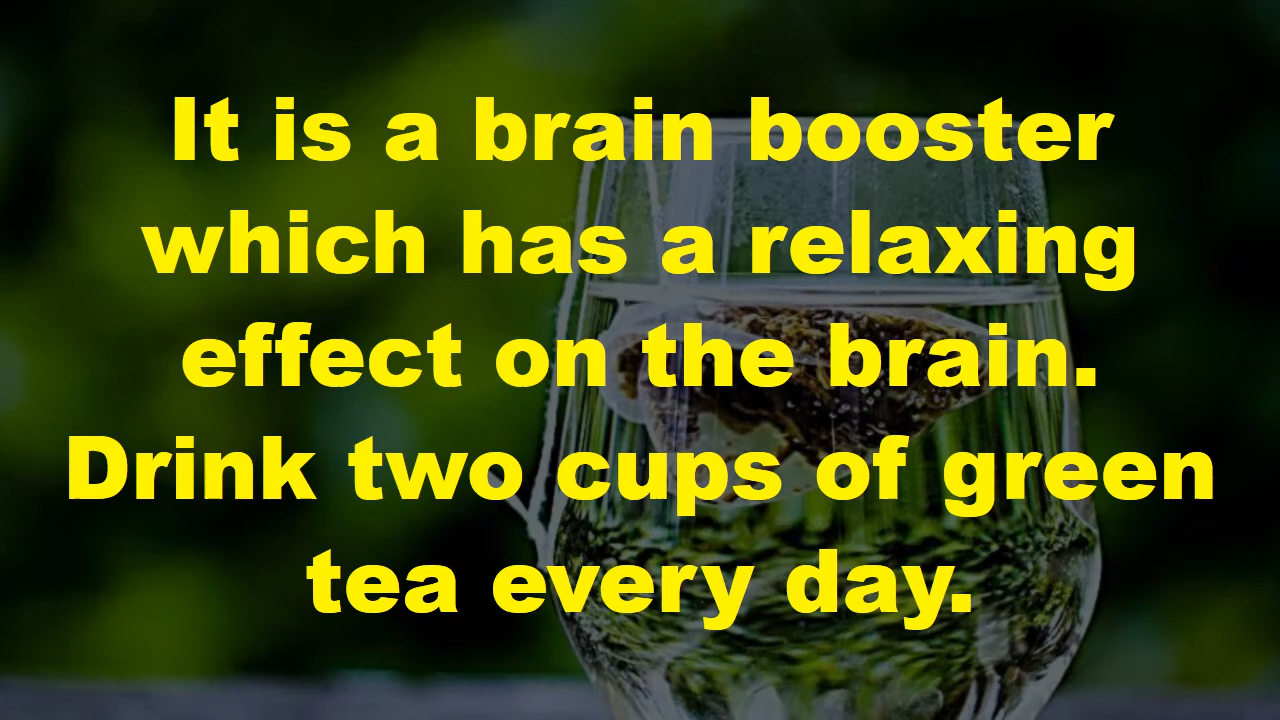 It is a brain booster
which has a relaxing
effect on the brain.
Drink two cups of green
tea every day.